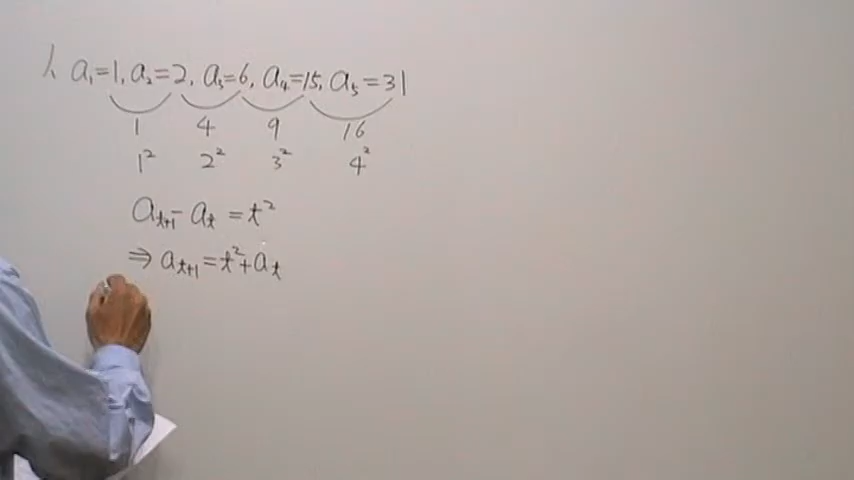 1. a₁=1, a₂=2, a₃=6, a₄=15, a₅=31
1 4 9 16
1² 2² 3² 4²
aₜ₊₁ - aₜ = t²
⇒ aₜ₊₁ = t² + aₜ